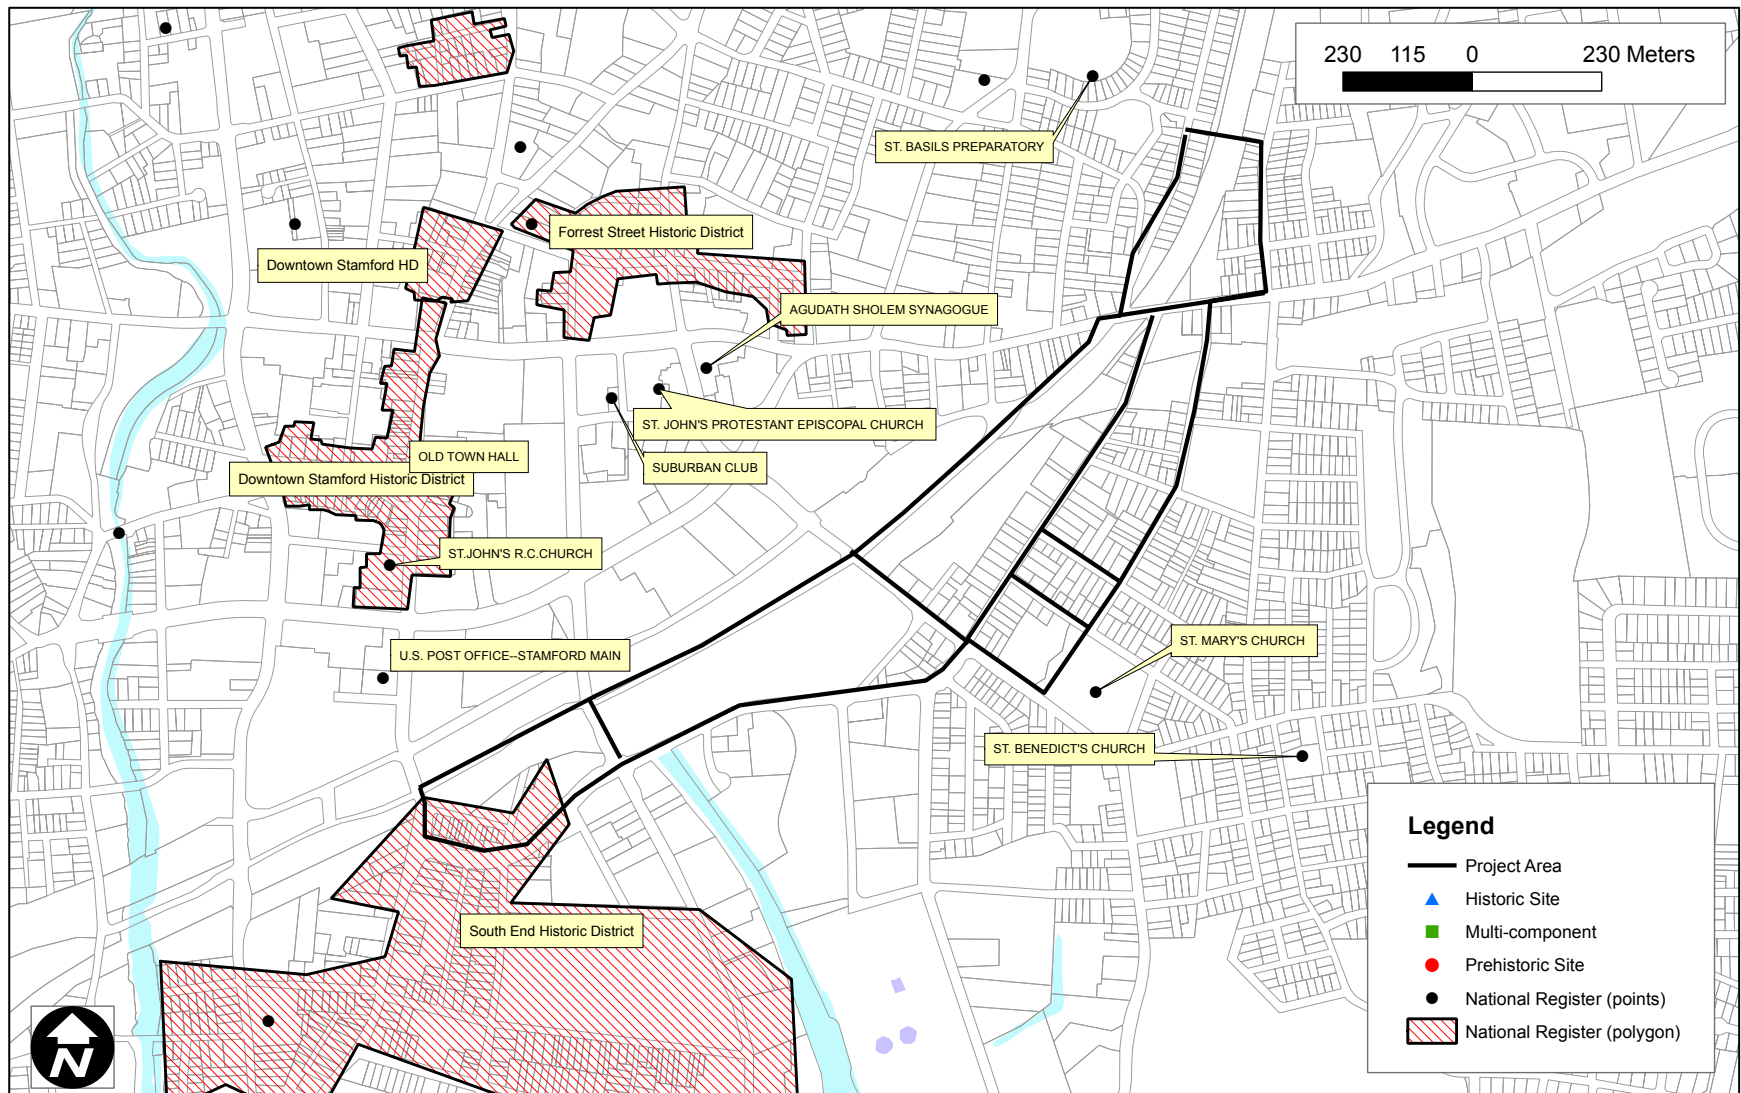 230 115 0 230 Meters
ST. BASILS PREPARATORY
Forrest Street Historic District
Downtown Stamford HD
AGUDATH SHOLEM SYNAGOGUE
ST. JOHN'S PROTESTANT EPISCOPAL CHURCH
OLD TOWN HALL
SUBURBAN CLUB
Downtown Stamford Historic District
ST.JOHN'S R.C.CHURCH
ST. MARY'S CHURCH
U.S. POST OFFICE--STAMFORD MAIN
ST. BENEDICT'S CHURCH
South End Historic District
Legend
Project Area
Historic Site
Multi-component
Prehistoric Site
National Register (points)
National Register (polygon)
N